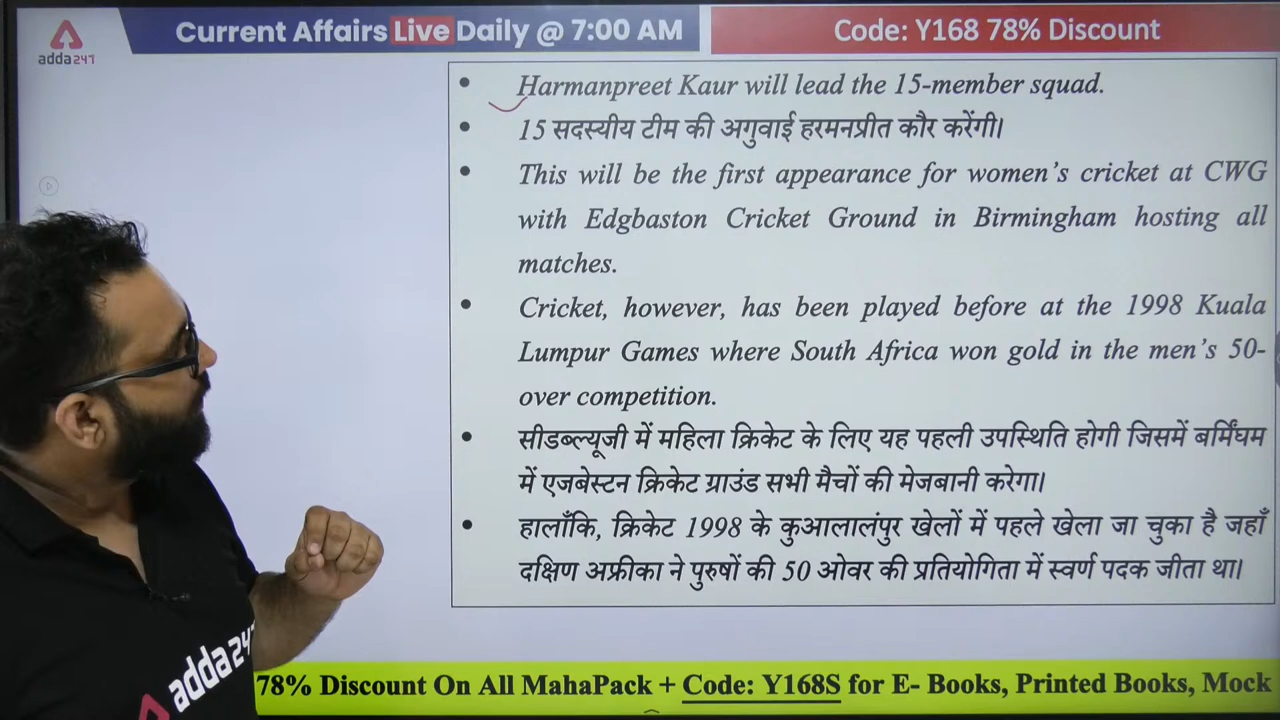 Current Affairs Live Daily @ 7:00 AM
Code: Y168 78% Discount
adda247
Harmanpreet Kaur will lead the 15-member squad.
15 सदस्यीय टीम की अगुवाई हरमनप्रीत कौर करेंगी।
This will be the first appearance for women’s cricket at CWG
with Edgbaston Cricket Ground in Birmingham hosting all
matches.
Cricket, however, has been played before at the 1998 Kuala
Lumpur Games where South Africa won gold in the men’s 50-
over competition.
सीडब्ल्यूजी में महिला क्रिकेट के लिए यह पहली उपस्थिति होगी जिसमें बर्मिंघम
में एजबेस्टन क्रिकेट ग्राउंड सभी मैचों की मेजबानी करेगा।
हालाँकि, क्रिकेट 1998 के कुआलालंपुर खेलों में पहले खेला जा चुका है जहाँ
दक्षिण अफ्रीका ने पुरुषों की 50 ओवर की प्रतियोगिता में स्वर्ण पदक जीता था।
adda24
78% Discount On All MahaPack + Code: Y168S for E- Books, Printed Books, Mock